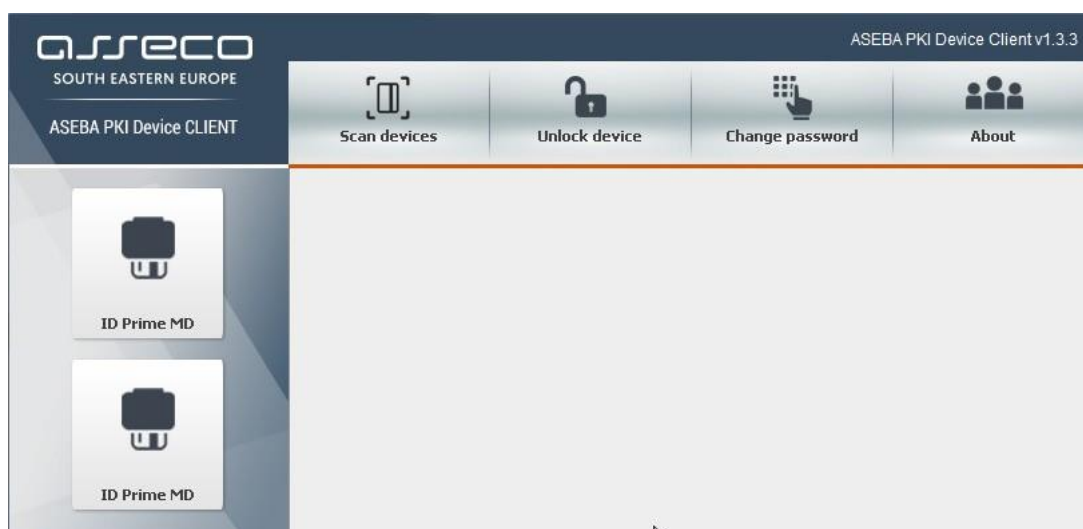 asseco
SOUTH EASTERN EUROPE
ASEBA PKI Device CLIENT
ASEBA PKI Device Client v1.3.3
Scan devices
Unlock device
Change password
About
ID Prime MD
ID Prime MD